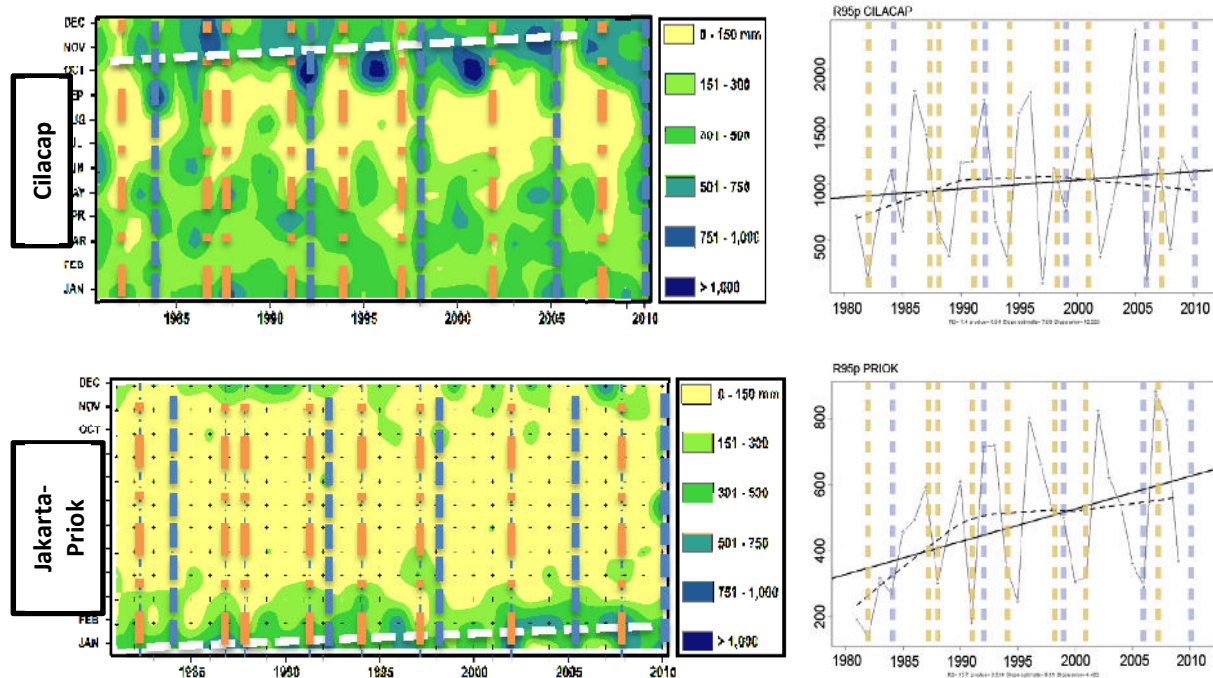 Cilacap
DEC
NOV
OCT
FEB
JAN
1985
1990
1995
2000
2005
2010
0 - 150 mm
151 - 300
301 - 500
501 - 750
751 - 1,000
> 1,000
R95p CILACAP
2000
1500
1000
500
1980
1985
1990
1995
2000
2005
2010
Jakarta-
Priok
DEC
NOV
OCT
FEB
JAN
1985
1990
1995
2000
2005
2010
0 - 150 mm
151 - 300
301 - 500
501 - 750
751 - 1,000
> 1,000
R95p PRIOK
800
600
400
200
1980
1985
1990
1995
2000
2005
2010